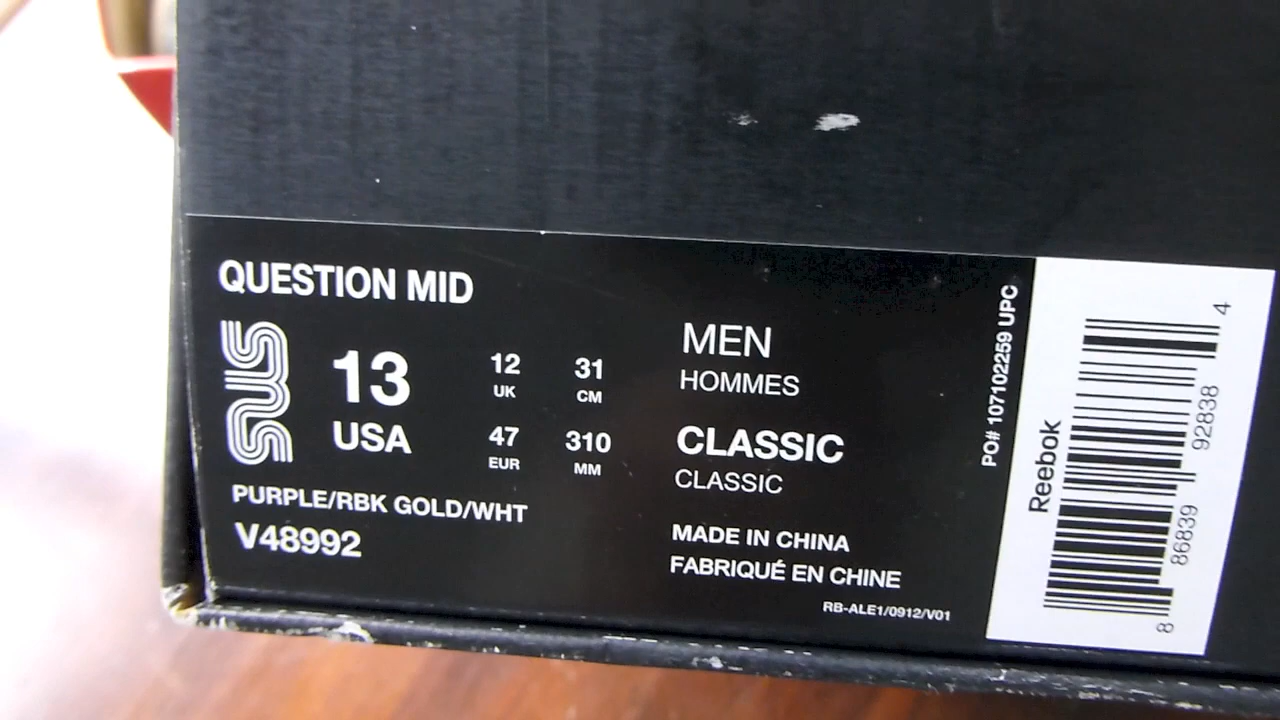 QUESTION MID
SNS
13
USA
12
UK
31
CM
47
EUR
310
MM
PURPLE/RBK GOLD/WHT
V48992
MEN
HOMMES
CLASSIC
CLASSIC
MADE IN CHINA
FABRIQUÉ EN CHINE
RB-ALE1/0912/V01
PO# 107102259 UPC
Reebok
8 86839 92838 4